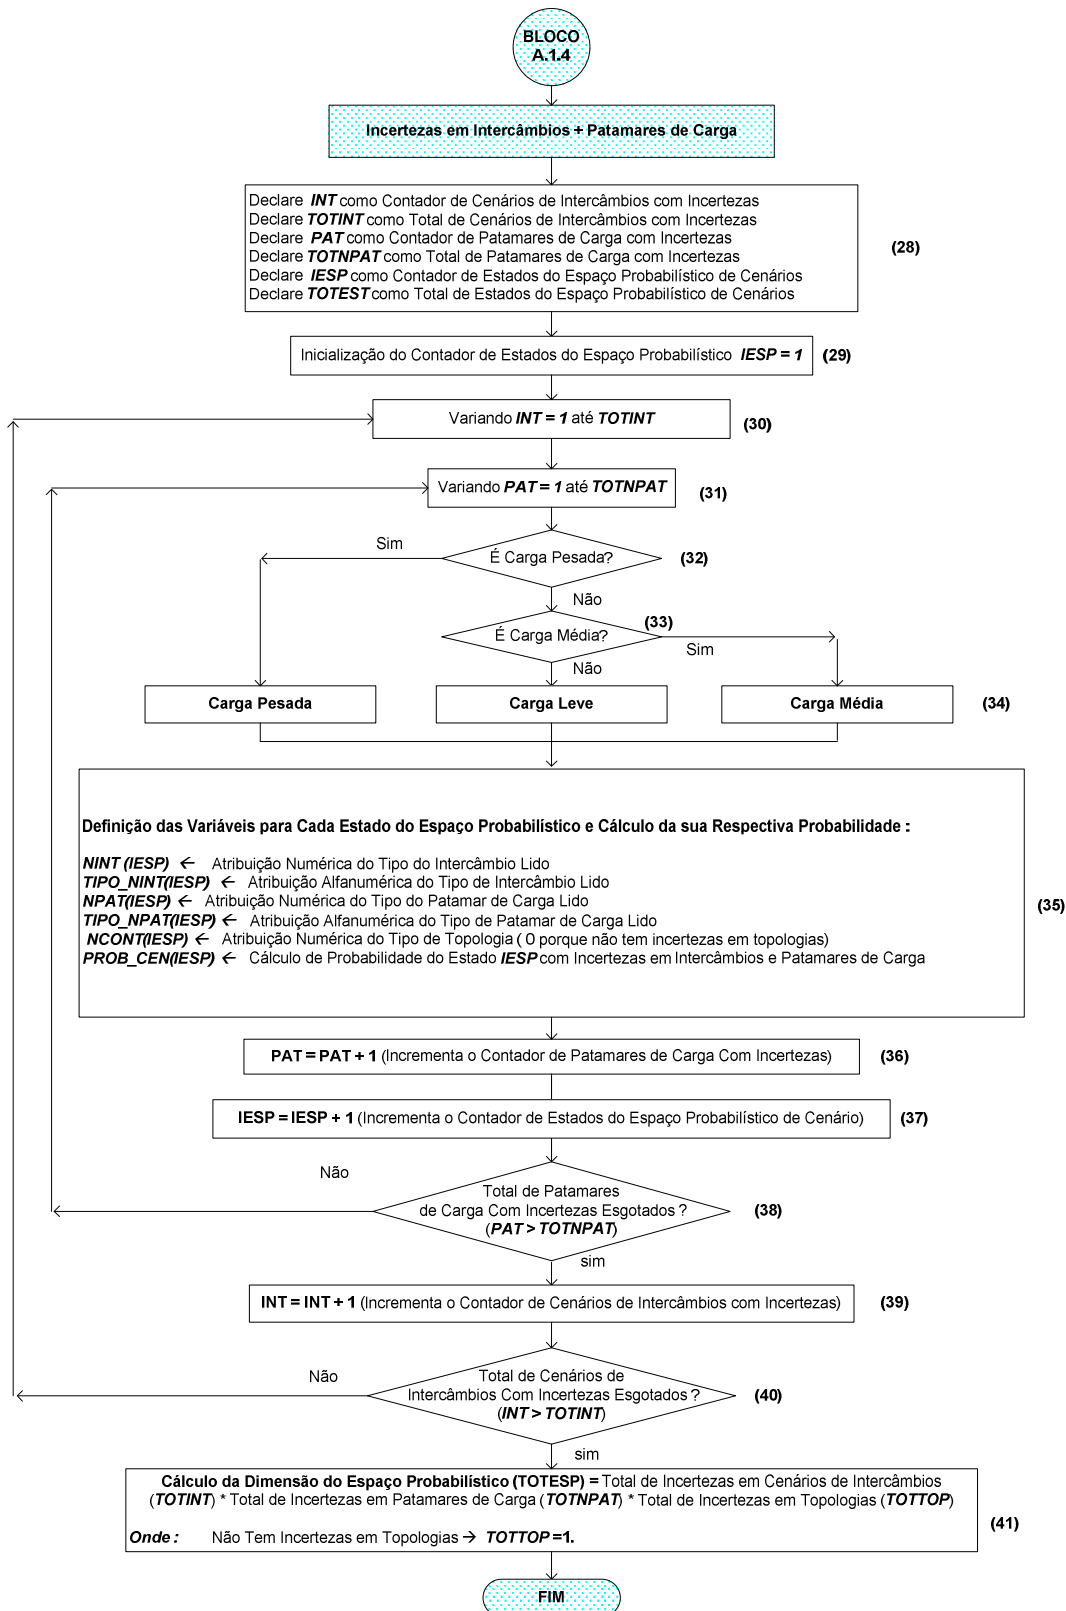 BLOCO
A.1.4
Incertezas em Intercâmbios + Patamares de Carga
Declare INT como Contador de Cenários de Intercâmbios com Incertezas
Declare TOTINT como Total de Cenários de Intercâmbios com Incertezas
Declare PAT como Contador de Patamares de Carga com Incertezas
Declare TOTNPAT como Total de Patamares de Carga com Incertezas
Declare IESP como Contador de Estados do Espaço Probabilístico de Cenários
Declare TOTEST como Total de Estados do Espaço Probabilístico de Cenários
(28)
Inicialização do Contador de Estados do Espaço Probabilístico IESP = 1
(29)
Variando INT = 1 até TOTINT
(30)
Variando PAT = 1 até TOTNPAT
(31)
Sim
É Carga Pesada?
(32)
Não
(33)
É Carga Média?
Sim
Não
Carga Pesada
Carga Leve
Carga Média
(34)
Definição das Variáveis para Cada Estado do Espaço Probabilístico e Cálculo da sua Respectiva Probabilidade :
NINT (IESP) ← Atribuição Numérica do Tipo do Intercâmbio Lido
TIPO_NINT(IESP) ← Atribuição Alfanumérica do Tipo de Intercâmbio Lido
NPAT(IESP) ← Atribuição Numérica do Tipo do Patamar de Carga Lido
TIPO_NPAT(IESP) ← Atribuição Alfanumérica do Tipo de Patamar de Carga Lido
NCONT(IESP) ← Atribuição Numérica do Tipo de Topologia ( 0 porque não tem incertezas em topologias)
PROB_CEN(IESP) ← Cálculo de Probabilidade do Estado IESP com Incertezas em Intercâmbios e Patamares de Carga
(35)
PAT = PAT + 1 (Incrementa o Contador de Patamares de Carga Com Incertezas)
(36)
IESP = IESP + 1 (Incrementa o Contador de Estados do Espaço Probabilístico de Cenário)
(37)
Não
Total de Patamares
de Carga Com Incertezas Esgotados ?
(PAT > TOTNPAT)
(38)
sim
INT = INT + 1 (Incrementa o Contador de Cenários de Intercâmbios com Incertezas)
(39)
Não
Total de Cenários de
Intercâmbios Com Incertezas Esgotados ?
(INT > TOTINT)
(40)
sim
Cálculo da Dimensão do Espaço Probabilístico (TOTESP) = Total de Incertezas em Cenários de Intercâmbios
(TOTINT) * Total de Incertezas em Patamares de Carga (TOTNPAT) * Total de Incertezas em Topologias (TOTTOP)
Onde : Não Tem Incertezas em Topologias → TOTTOP =1.
(41)
FIM